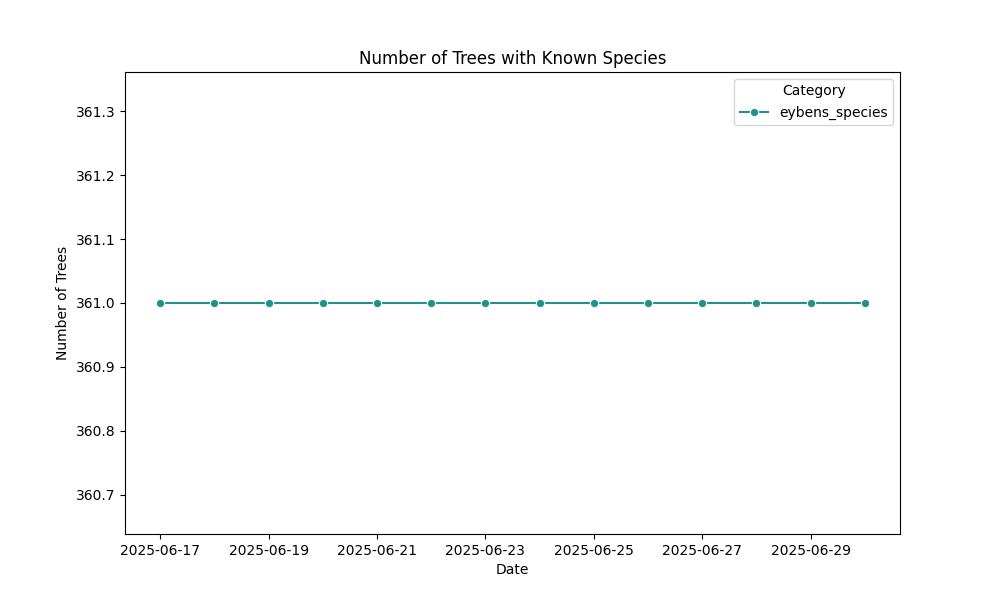 Number of Trees with Known Species
Category
eybens_species
Number of Trees
361.3
361.2
361.1
361.0
360.9
360.8
360.7
2025-06-17 2025-06-19 2025-06-21 2025-06-23 2025-06-25 2025-06-27 2025-06-29
Date